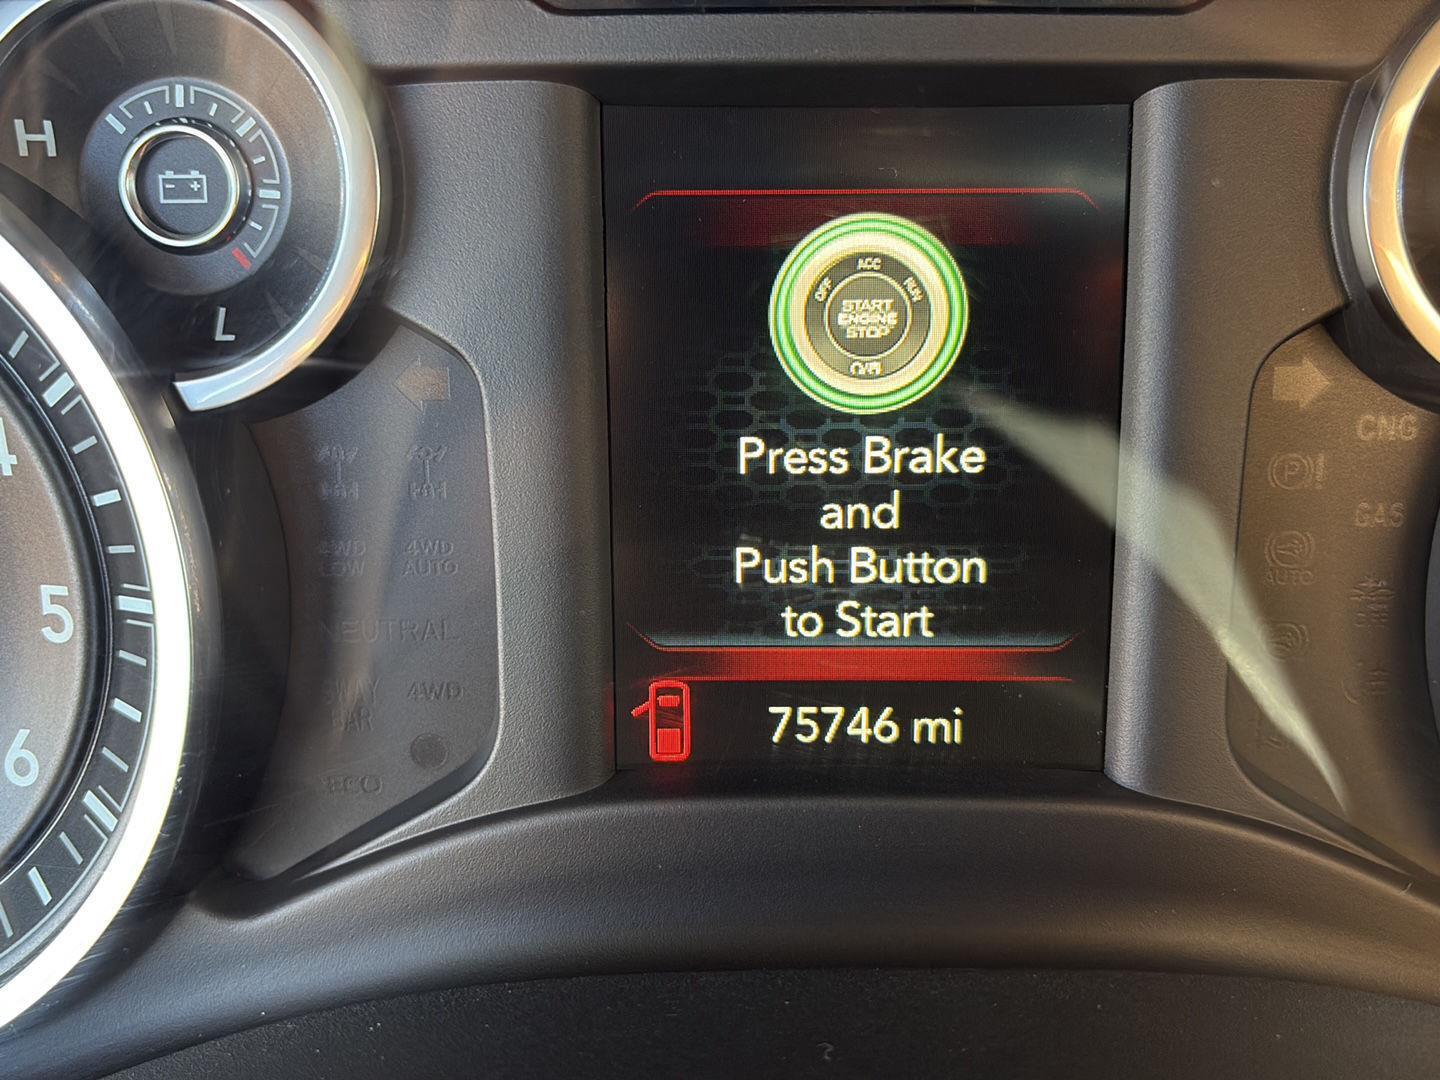 H
L
4
5
6
ACC
OFF
RUN
START
ENGINE
STOP
Press Brake
and
Push Button
to Start
75746 mi
4WD
LOW
4WD
AUTO
NEUTRAL
SWAY
BAR
4WD
ECO
CNG
P
GAS
AUTO